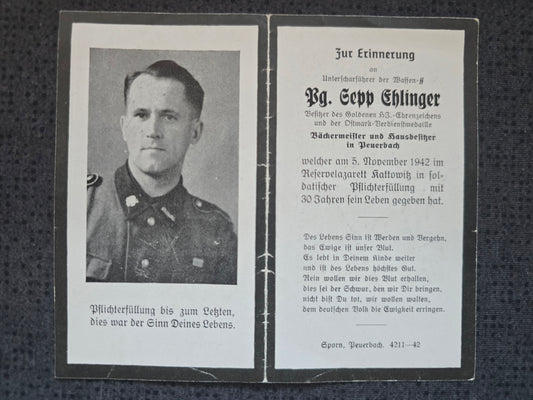 Pflichterfüllung bis zum Letzten,
dies war der Sinn Deines Lebens.
Zur Erinnerung
an
Unterscharführer der Waffen-ϟϟ
Pg. Sepp Ehlinger
Besitzer des Goldenen HJ.-Ehrenzeichens
und der Ostmark-Verdienstmedaille
Bäckermeister und Hausbesitzer
in Peuerbach
welcher am 5. November 1942 im
Reservelazarett Kattowitz in sol-
datischer Pflichterfüllung mit
30 Jahren sein Leben gegeben hat.
Des Lebens Sinn ist Werden und Vergehn,
das Ewige ist unser Blut.
Es lebt in Deinem Kinde weiter
und ist des Lebens höchstes Gut.
Rein wollen wir dies Blut erhalten,
dies sei der Schwur, den wir Dir bringen.
nicht bist Du tot, wir wollen walten,
dem deutschen Volk die Ewigkeit erringen.
Sporn, Peuerbach. 4211—42